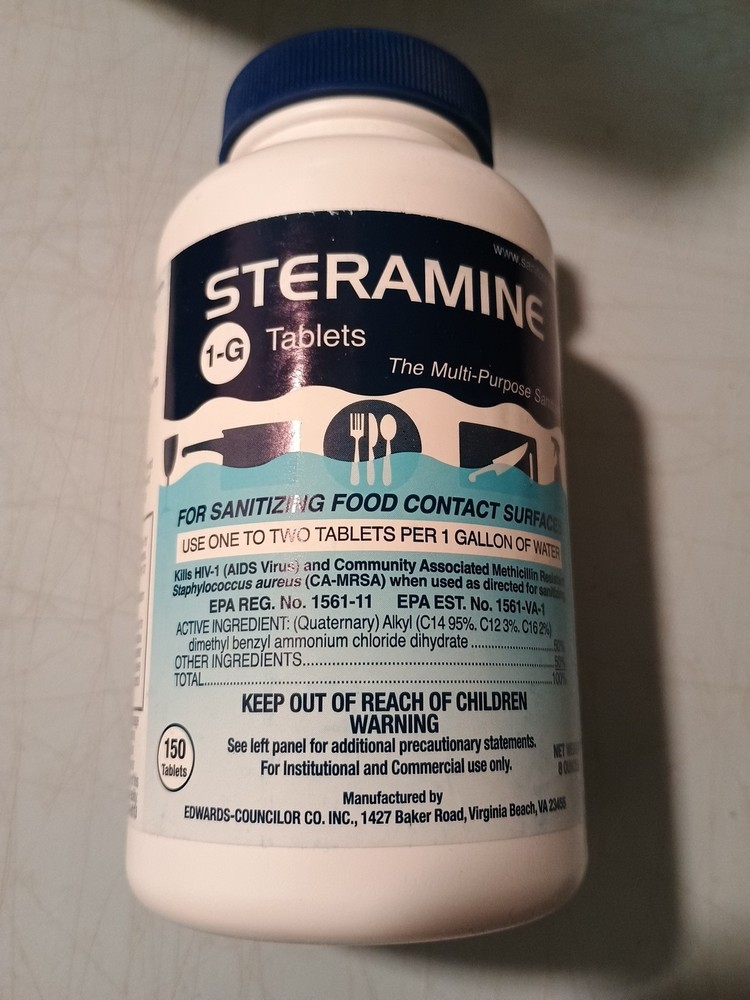 STERAMINE
1-G Tablets
The Multi-Purpose
FOR SANITIZING FOOD CONTACT SURFACES
USE ONE TO TWO TABLETS PER 1 GALLON OF WATER
Kills HIV-1 (AIDS Virus) and Community Associated Methicillin
Staphylococcus aureus (CA-MRSA) when used as directed for
EPA REG. No. 1561-11 EPA EST. No. 1561-VA-1
ACTIVE INGREDIENT: (Quaternary) Alkyl (C14 95%. C12 3%. C16 2%)
dimethyl benzyl ammonium chloride dihydrate ........................50%
OTHER INGREDIENTS........................50%
TOTAL........................100%
KEEP OUT OF REACH OF CHILDREN
WARNING
See left panel for additional precautionary statements.
For Institutional and Commercial use only.
150
Tablets
NET
8
Manufactured by
EDWARDS-COUNCILOR CO. INC., 1427 Baker Road, Virginia Beach, VA 23455